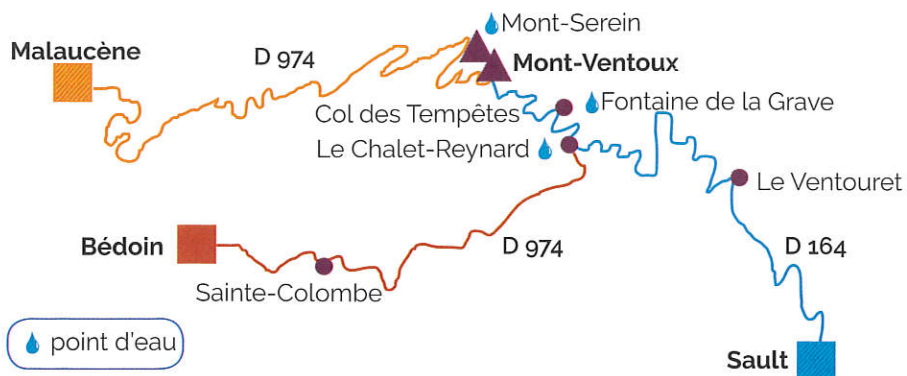 Mont-Serein
Malaucène
D 974
Mont-Ventoux
Col des Tempêtes
Fontaine de la Grave
Le Chalet-Reynard
Le Ventouret
Bédoin
D 974
D 164
Sainte-Colombe
point d'eau
Sault